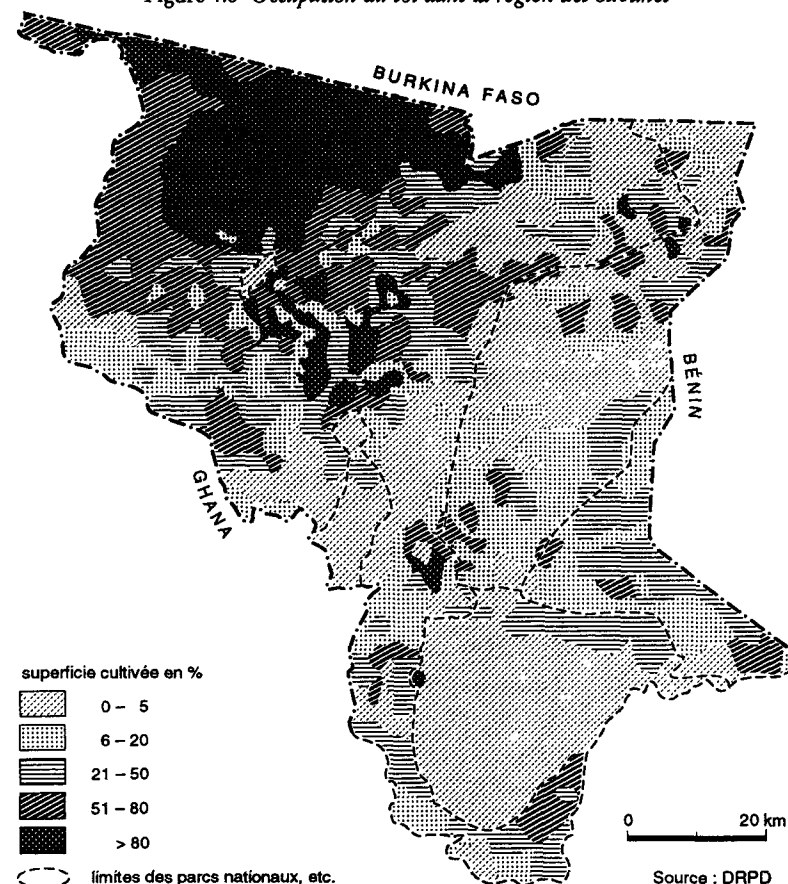 BURKINA FASO
BÉNIN
GHANA
superficie cultivée en %
0 – 5
6 – 20
21 – 50
51 – 80
> 80
limites des parcs nationaux, etc.
0 20 km
Source : DRPD